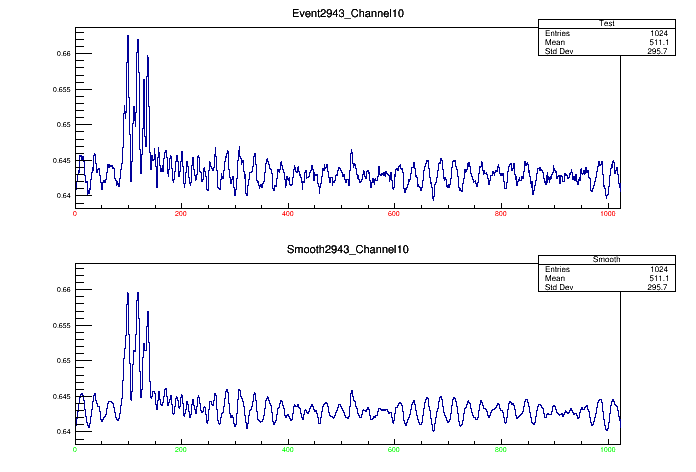 Event2943_Channel10
Test
Entries 1024
Mean 511.1
Std Dev 295.7
0.66
0.655
0.65
0.645
0.64
0 200 400 600 800 1000
Smooth2943_Channel10
Smooth
Entries 1024
Mean 511.1
Std Dev 295.7
0.66
0.655
0.65
0.645
0.64
0 200 400 600 800 1000